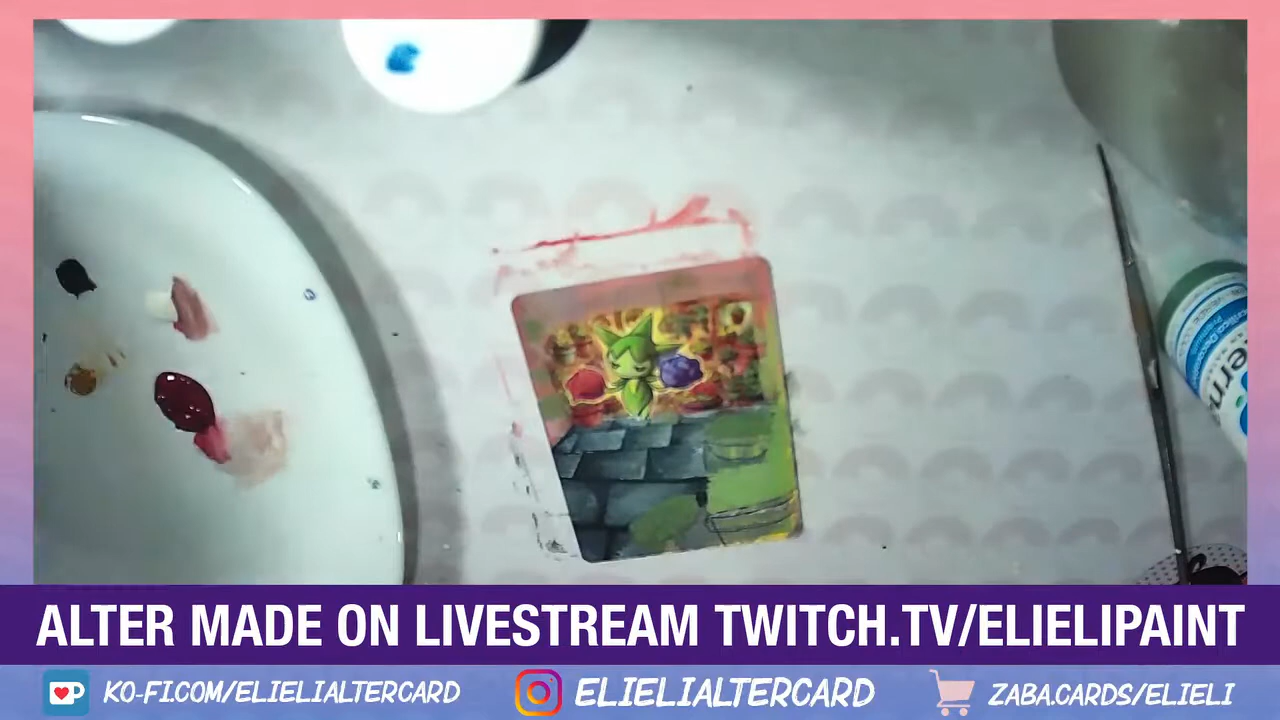 ALTER MADE ON LIVESTREAM TWITCH.TV/ELIELIPAINT
KO-FI.COM/ELIELIALTERCARD
ELIELIALTERCARD
ZABA.CARDS/ELIELI